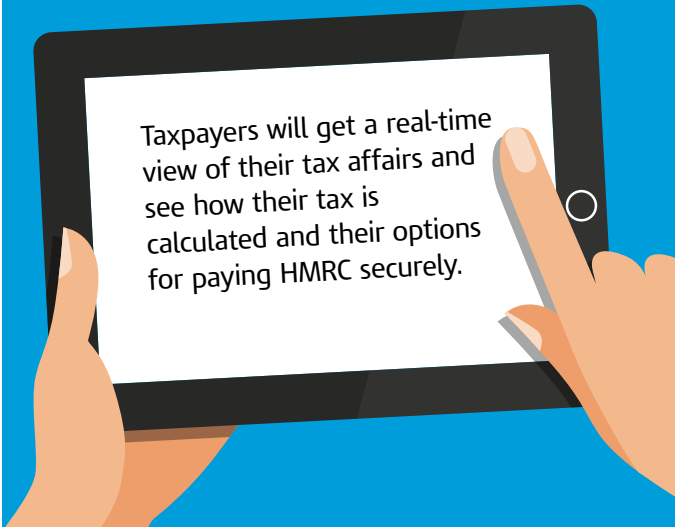 Taxpayers will get a real-time
view of their tax affairs and
see how their tax is
calculated and their options
for paying HMRC securely.